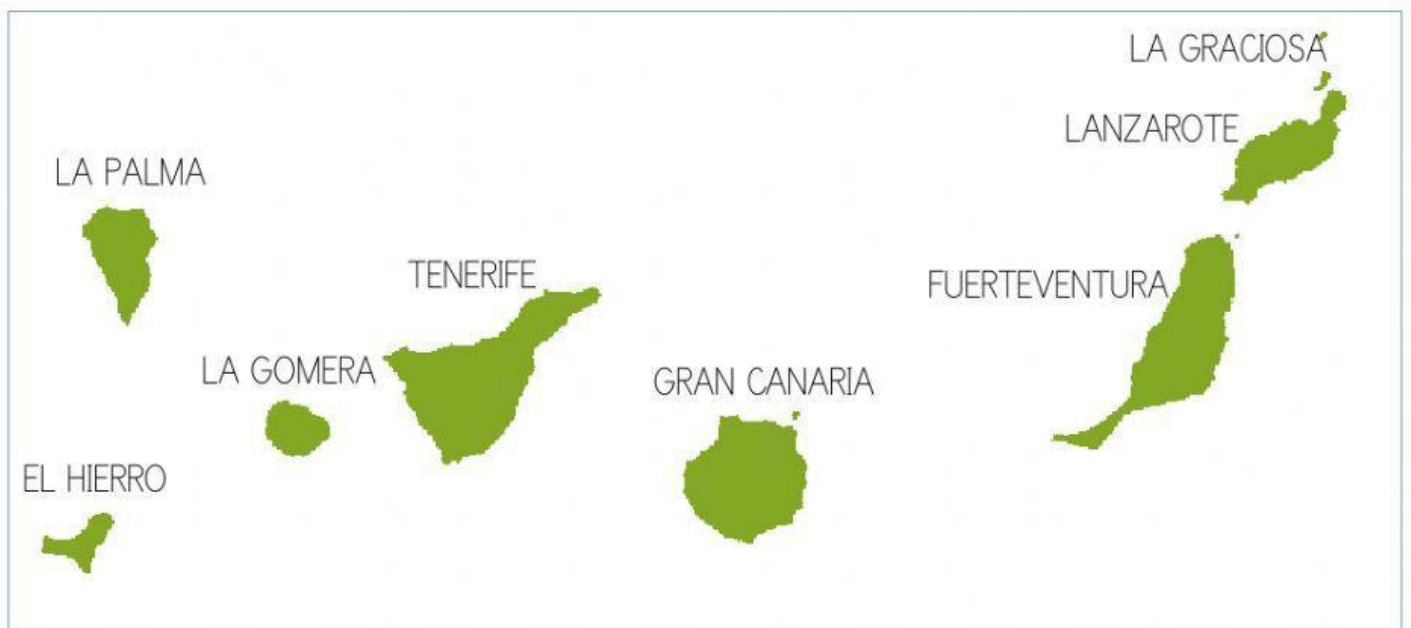 LA GRACIOSA
LANZAROTE
LA PALMA
TENERIFE
FUERTEVENTURA
LA GOMERA
GRAN CANARIA
EL HIERRO